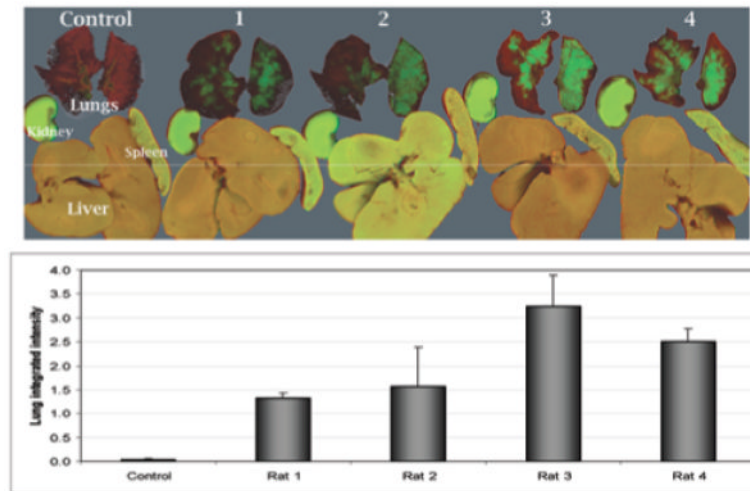 Control 1 2 3 4
Lungs
Kidney
Spleen
Liver
4.0
3.5
3.0
2.5
2.0
1.5
1.0
0.5
0.0
Lung integrated intensity
Control Rat 1 Rat 2 Rat 3 Rat 4